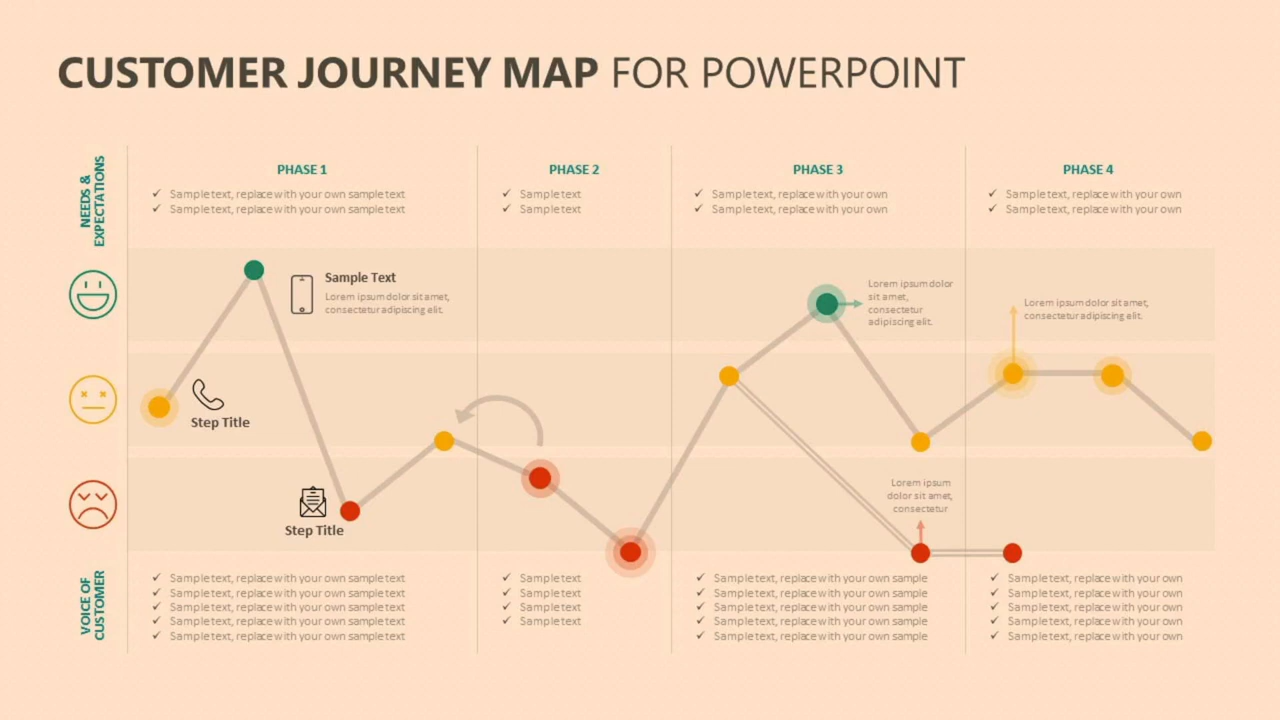 CUSTOMER JOURNEY MAP FOR POWERPOINT
NEEDS &
EXPECTATIONS
PHASE 1
Sample text, replace with your own sample text
Sample text, replace with your own sample text
PHASE 2
Sample text
Sample text
PHASE 3
Sample text, replace with your own
Sample text, replace with your own
PHASE 4
Sample text, replace with your own
Sample text, replace with your own
Sample Text
Lorem ipsum dolor sit amet,
consectetur adipiscing elit.
Step Title
Step Title
Lorem ipsum dolor
sit amet,
consectetur
adipiscing elit.
Lorem ipsum dolor sit amet,
consectetur adipiscing elit.
Lorem ipsum
dolor sit amet,
consectetur
VOICE OF
CUSTOMER
Sample text, replace with your own sample text
Sample text, replace with your own sample text
Sample text, replace with your own sample text
Sample text, replace with your own sample text
Sample text, replace with your own sample text
Sample text
Sample text
Sample text
Sample text
Sample text, replace with your own sample
Sample text, replace with your own sample
Sample text, replace with your own sample
Sample text, replace with your own sample
Sample text, replace with your own sample
Sample text, replace with your own
Sample text, replace with your own
Sample text, replace with your own
Sample text, replace with your own
Sample text, replace with your own